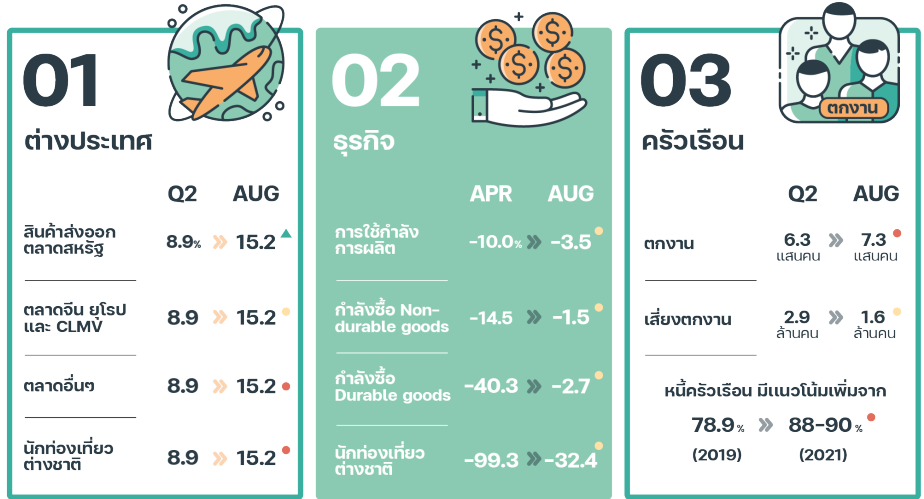 01
ต่างประเทศ
Q2 AUG
สินค้าส่งออก
ตลาดสหรัฐ
8.9% » 15.2
ตลาดจีน ยุโรป
และ CLMV
8.9 » 15.2
ตลาดอื่นๆ
8.9 » 15.2
นักท่องเที่ยว
ต่างชาติ
8.9 » 15.2
02
ธุรกิจ
APR AUG
การใช้กำลัง
การผลิต
-10.0% » -3.5
กำลังซื้อ Non-
durable goods
-14.5 » -1.5
กำลังซื้อ
Durable goods
-40.3 » -2.7
นักท่องเที่ยว
ต่างชาติ
-99.3 » -32.4
ตกงาน
03
ครัวเรือน
Q2 AUG
ตกงาน
6.3 » 7.3
แสนคน แสนคน
เสี่ยงตกงาน
2.9 » 1.6
ล้านคน ล้านคน
หนี้ครัวเรือน มีแนวโน้มเพิ่มจาก
78.9% » 88-90%
(2019) (2021)